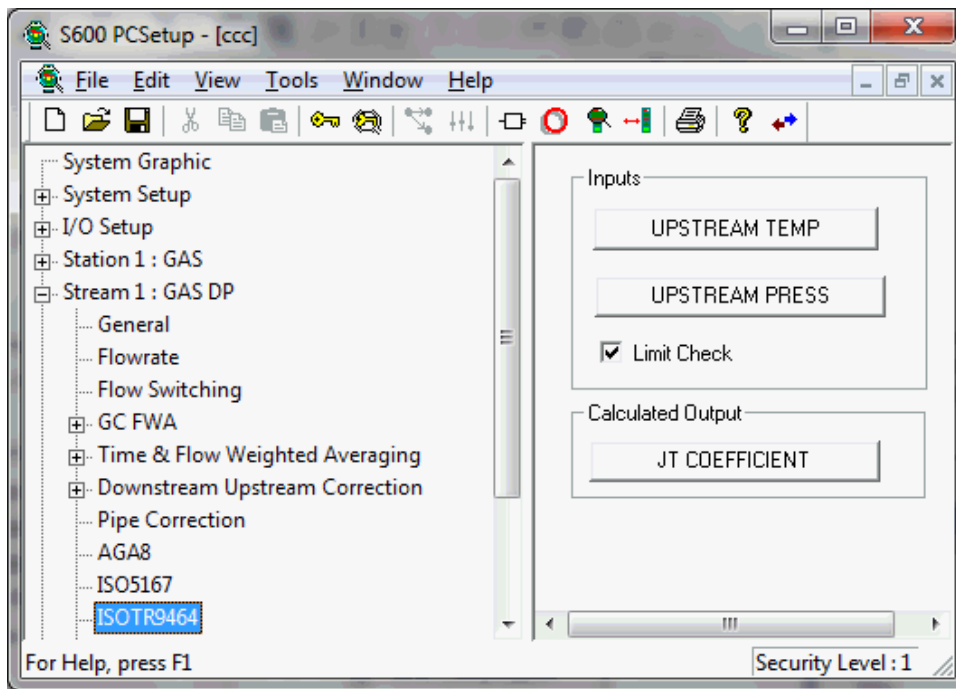 S600 PCSetup - [ccc]
File Edit View Tools Window Help
System Graphic
System Setup
I/O Setup
Station 1 : GAS
Stream 1 : GAS DP
General
Flowrate
Flow Switching
GC FWA
Time & Flow Weighted Averaging
Downstream Upstream Correction
Pipe Correction
AGA8
ISO5167
ISOTR9464
Inputs
UPSTREAM TEMP
UPSTREAM PRESS
Limit Check
Calculated Output
JT COEFFICIENT
For Help, press F1
Security Level : 1